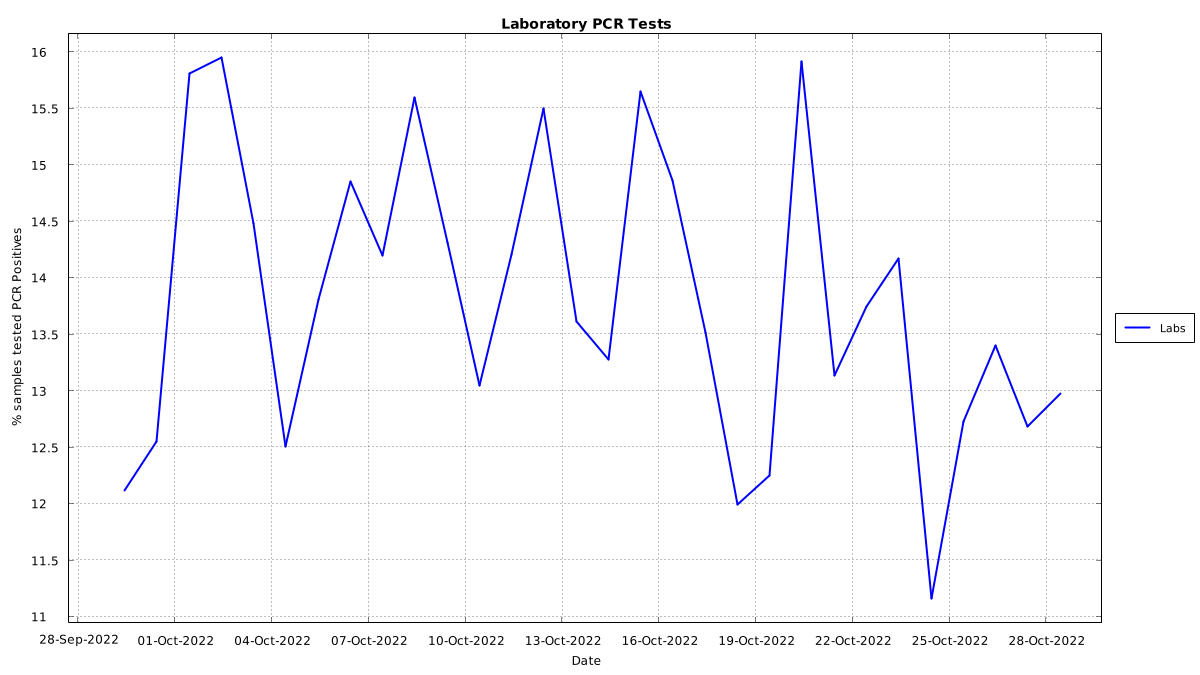 Laboratory PCR Tests
% samples tested PCR Positives
16
15.5
15
14.5
14
13.5
13
12.5
12
11.5
11
28-Sep-2022 01-Oct-2022 04-Oct-2022 07-Oct-2022 10-Oct-2022 13-Oct-2022 16-Oct-2022 19-Oct-2022 22-Oct-2022 25-Oct-2022 28-Oct-2022
Date
Labs